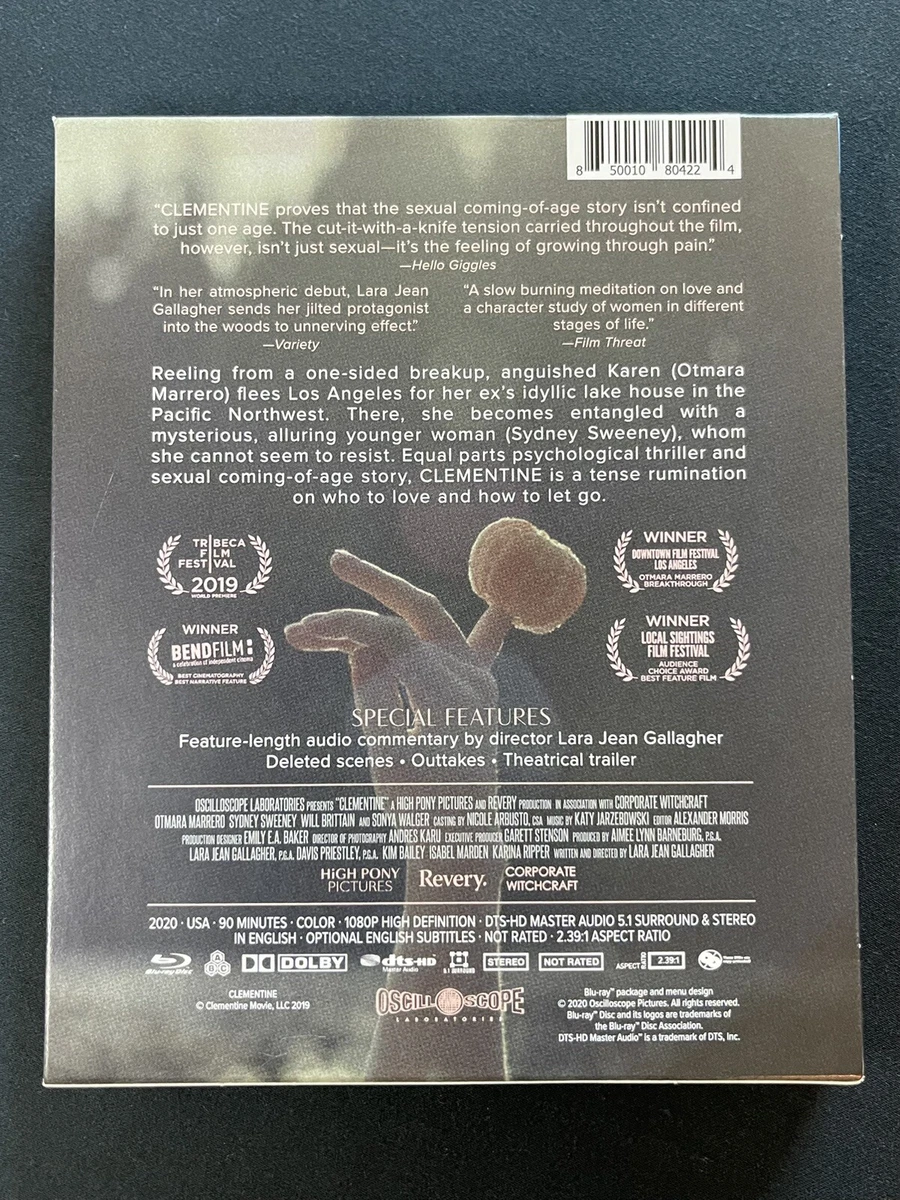 8 50010 80422 4
“CLEMENTINE proves that the sexual coming-of-age story isn’t confined
to just one age. The cut-it-with-a-knife tension carried throughout the film,
however, isn’t just sexual—it’s the feeling of growing through pain.”
—Hello Giggles
“In her atmospheric debut, Lara Jean
Gallagher sends her jilted protagonist
into the woods to unnerving effect.”
—Variety
“A slow burning meditation on love and
a character study of women in different
stages of life.”
—Film Threat
Reeling from a one-sided breakup, anguished Karen (Otmara
Marrero) flees Los Angeles for her ex’s idyllic lake house in the
Pacific Northwest. There, she becomes entangled with a
mysterious, alluring younger woman (Sydney Sweeney), whom
she cannot seem to resist. Equal parts psychological thriller and
sexual coming-of-age story, CLEMENTINE is a tense rumination
on who to love and how to let go.
TRIBECA
FILM
FESTIVAL
2019
WORLD PREMIERE
WINNER
DOWNTOWN FILM FESTIVAL
LOS ANGELES
OTMARA MARRERO
BREAKTHROUGH
WINNER
BENDFILM:
a celebration of independent cinema
BEST CINEMATOGRAPHY
BEST NARRATIVE FEATURE
WINNER
LOCAL SIGHTINGS
FILM FESTIVAL
AUDIENCE
CHOICE AWARD
BEST FEATURE FILM
SPECIAL FEATURES
Feature-length audio commentary by director Lara Jean Gallagher
Deleted scenes • Outtakes • Theatrical trailer
OSCILLOSCOPE LABORATORIES PRESENTS “CLEMENTINE” A HIGH PONY PICTURES AND REVERY PRODUCTION IN ASSOCIATION WITH CORPORATE WITCHCRAFT
OTMARA MARRERO SYDNEY SWEENEY WILL BRITTAIN AND SONYA WALGER CASTING BY NICOLE ARBUSTO, CSA MUSIC BY KATY JARZEBOWSKI EDITOR ALEXANDER MORRIS
PRODUCTION DESIGNER EMILY E.A. BAKER DIRECTOR OF PHOTOGRAPHY ANDRES KARU EXECUTIVE PRODUCER GARETT STENSON PRODUCED BY AIMEE LYNN BARNEBURG, P.G.A.
LARA JEAN GALLAGHER, P.G.A. DAVIS PRIESTLEY, P.G.A. KIM BAILEY ISABEL MARDEN KARINA RIPPER WRITTEN AND DIRECTED BY LARA JEAN GALLAGHER
HiGH PONY
PICTURES
Revery.
CORPORATE
WITCHCRAFT
2020 · USA · 90 MINUTES · COLOR · 1080P HIGH DEFINITION · DTS-HD MASTER AUDIO 5.1 SURROUND & STEREO
IN ENGLISH · OPTIONAL ENGLISH SUBTITLES · NOT RATED · 2.39:1 ASPECT RATIO
Blu-ray Disc
ABC
DOLBY
dts-HD
Master Audio
5.1 SURROUND
STEREO
NOT RATED
ASPECT RATIO
2.39:1
CLEMENTINE
© Clementine Movie, LLC 2019
OSCILLOSCOPE
LABORATORIES
Blu-ray™ package and menu design
© 2020 Oscilloscope Pictures. All rights reserved.
Blu-ray™ Disc and its logos are trademarks of
the Blu-ray™ Disc Association.
DTS-HD Master Audio™ is a trademark of DTS, Inc.